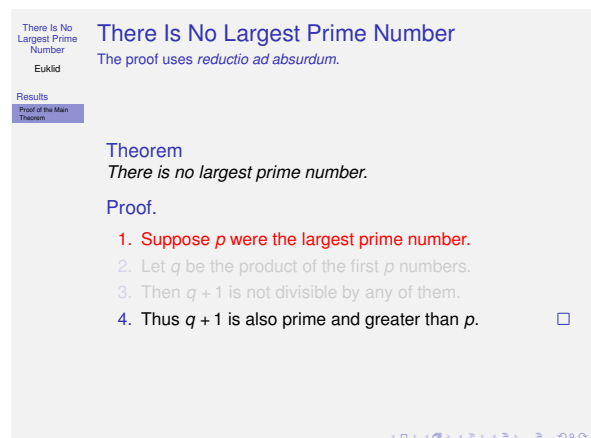 There Is No
Largest Prime
Number
Euklid
Results
Proof of the Main
Theorem
There Is No Largest Prime Number
The proof uses reductio ad absurdum.
Theorem
There is no largest prime number.
Proof.
1. Suppose p were the largest prime number.
2. Let q be the product of the first p numbers.
3. Then q + 1 is not divisible by any of them.
4. Thus q + 1 is also prime and greater than p.